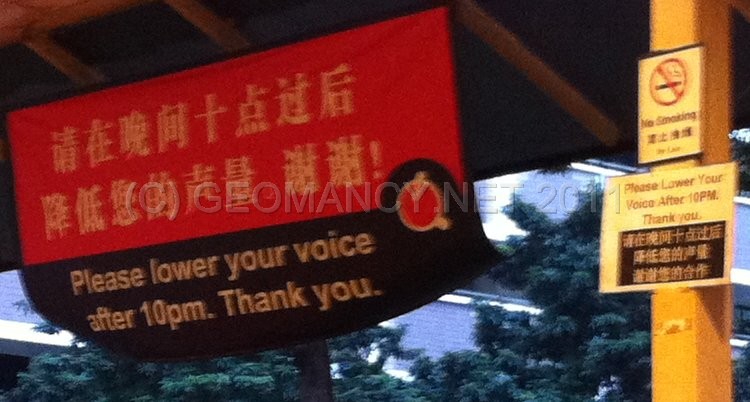 请在晚间十点过后
降低您的声量 谢谢!
Please lower your voice
after 10pm. Thank you.
(C) GEOMANCY.NET 2011
No Smoking
禁止抽烟
By Law
Please Lower Your
Voice After 10PM.
Thank you.
请在晚间十点过后
降低您的声量
谢谢您的合作